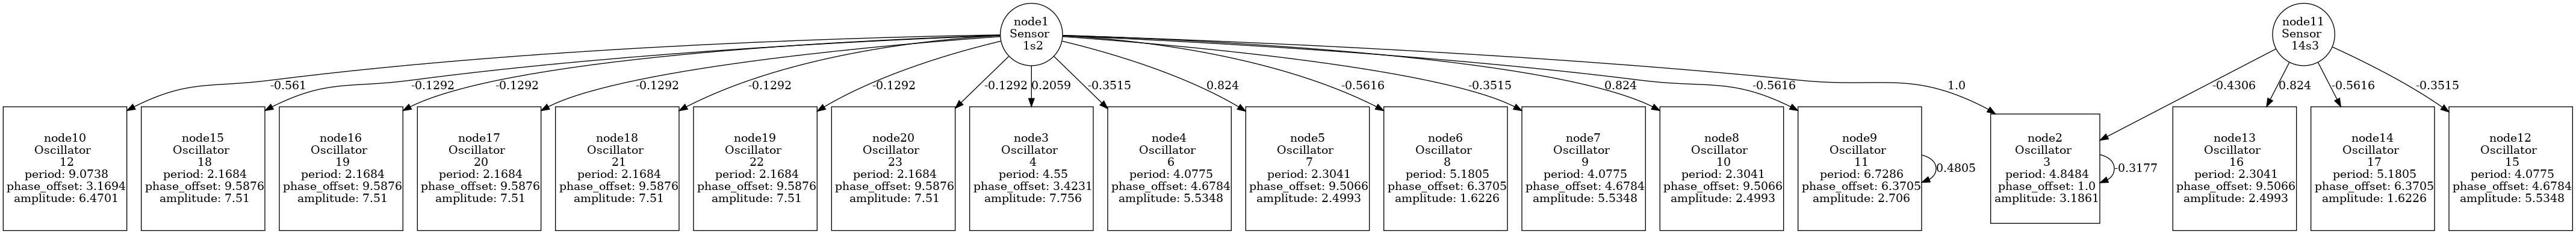 node1
Sensor
1s2
node11
Sensor
14s3
-0.561
-0.1292
-0.1292
-0.1292
-0.1292
-0.1292
-0.1292
0.2059
-0.3515
0.824
-0.5616
-0.3515
0.824
-0.5616
1.0
-0.4306
0.824
-0.5616
-0.3515
node10
Oscillator
12
period: 9.0738
phase_offset: 3.1694
amplitude: 6.4701
node15
Oscillator
18
period: 2.1684
phase_offset: 9.5876
amplitude: 7.51
node16
Oscillator
19
period: 2.1684
phase_offset: 9.5876
amplitude: 7.51
node17
Oscillator
20
period: 2.1684
phase_offset: 9.5876
amplitude: 7.51
node18
Oscillator
21
period: 2.1684
phase_offset: 9.5876
amplitude: 7.51
node19
Oscillator
22
period: 2.1684
phase_offset: 9.5876
amplitude: 7.51
node20
Oscillator
23
period: 2.1684
phase_offset: 9.5876
amplitude: 7.51
node3
Oscillator
4
period: 4.55
phase_offset: 3.4231
amplitude: 7.756
node4
Oscillator
6
period: 4.0775
phase_offset: 4.6784
amplitude: 5.5348
node5
Oscillator
7
period: 2.3041
phase_offset: 9.5066
amplitude: 2.4993
node6
Oscillator
8
period: 5.1805
phase_offset: 6.3705
amplitude: 1.6226
node7
Oscillator
9
period: 4.0775
phase_offset: 4.6784
amplitude: 5.5348
node8
Oscillator
10
period: 2.3041
phase_offset: 9.5066
amplitude: 2.4993
node9
Oscillator
11
period: 6.7286
phase_offset: 6.3705
amplitude: 2.706
0.4805
node2
Oscillator
3
period: 4.8484
phase_offset: 1.0
amplitude: 3.1861
-0.3177
node13
Oscillator
16
period: 2.3041
phase_offset: 9.5066
amplitude: 2.4993
node14
Oscillator
17
period: 5.1805
phase_offset: 6.3705
amplitude: 1.6226
node12
Oscillator
15
period: 4.0775
phase_offset: 4.6784
amplitude: 5.5348